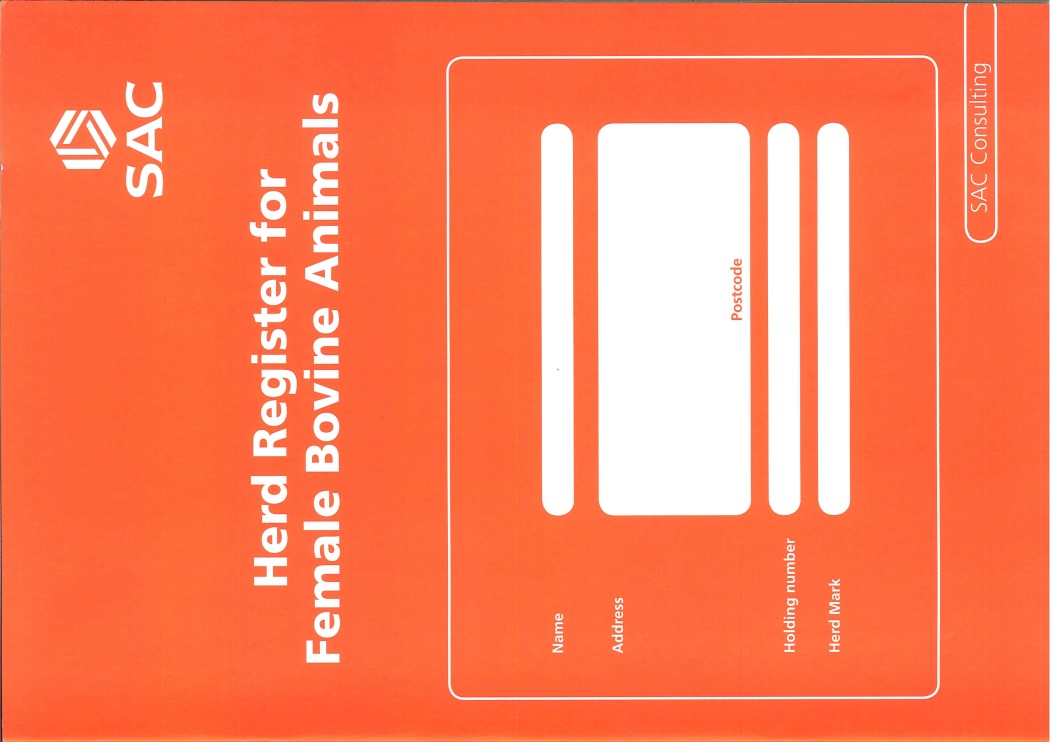 SAC
Herd Register for
Female Bovine Animals
Name
Address
Postcode
Holding number
Herd Mark
SAC Consulting